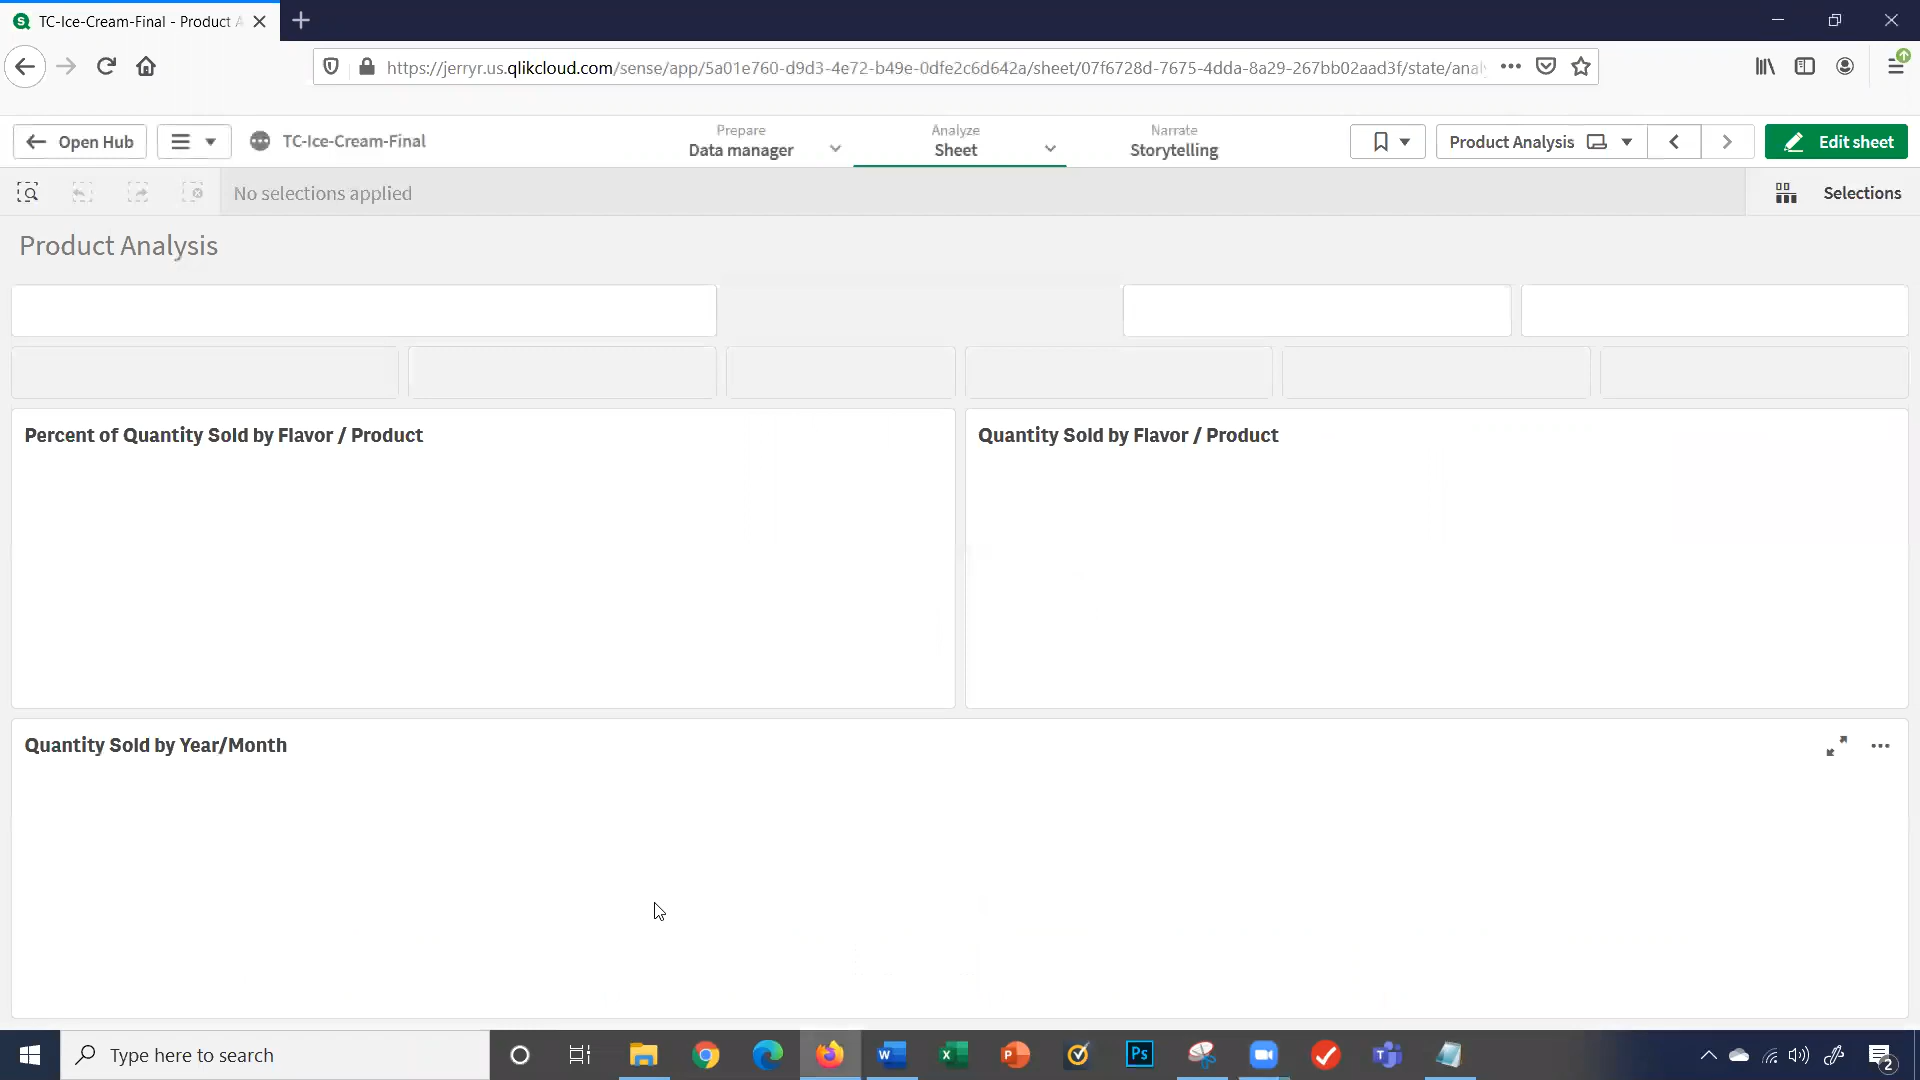 TC-Ice-Cream-Final - Product A
https://jerryr.us.qlikcloud.com/sense/app/5a01e760-d9d3-4e72-b49e-0dfe2c6d642a/sheet/07f6728d-7675-4dda-8a29-267bb02aad3f/state/anal
Open Hub
TC-Ice-Cream-Final
Prepare
Data manager
Analyze
Sheet
Narrate
Storytelling
Product Analysis
Edit sheet
No selections applied
Selections
Product Analysis
Percent of Quantity Sold by Flavor / Product
Quantity Sold by Flavor / Product
Quantity Sold by Year/Month
Type here to search
2